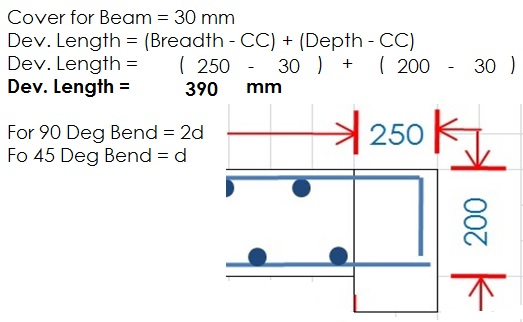 Cover for Beam = 30 mm
Dev. Length = (Breadth - CC) + (Depth - CC)
Dev. Length = ( 250 - 30 ) + ( 200 - 30 )
Dev. Length = 390 mm
For 90 Deg Bend = 2d
Fo 45 Deg Bend = d
250
200